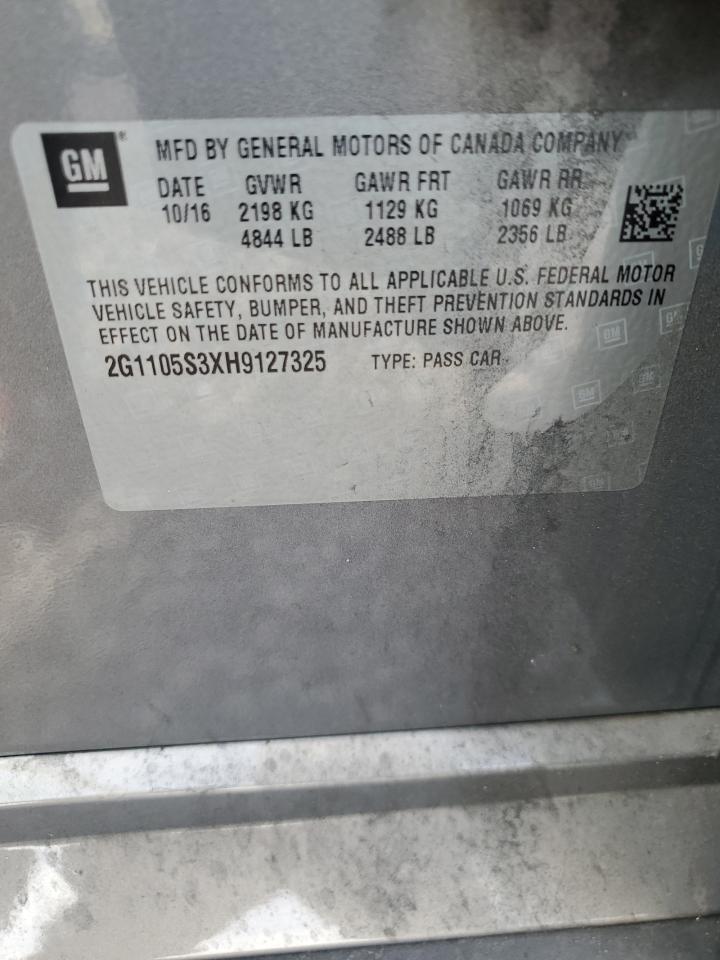 GM
MFD BY GENERAL MOTORS OF CANADA COMPANY
DATE GVWR GAWR FRT GAWR RR
10/16 2198 KG 1129 KG 1069 KG
4844 LB 2488 LB 2356 LB
THIS VEHICLE CONFORMS TO ALL APPLICABLE U.S. FEDERAL MOTOR
VEHICLE SAFETY, BUMPER, AND THEFT PREVENTION STANDARDS IN
EFFECT ON THE DATE OF MANUFACTURE SHOWN ABOVE.
2G1105S3XH9127325 TYPE: PASS CAR